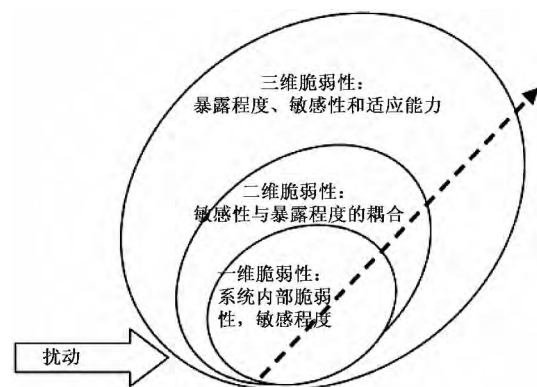 三维脆弱性:
暴露程度、敏感性和适应能力
二维脆弱性:
敏感性与暴露程度的耦合
一维脆弱性:
系统内部脆弱
性，敏感程度
扰动